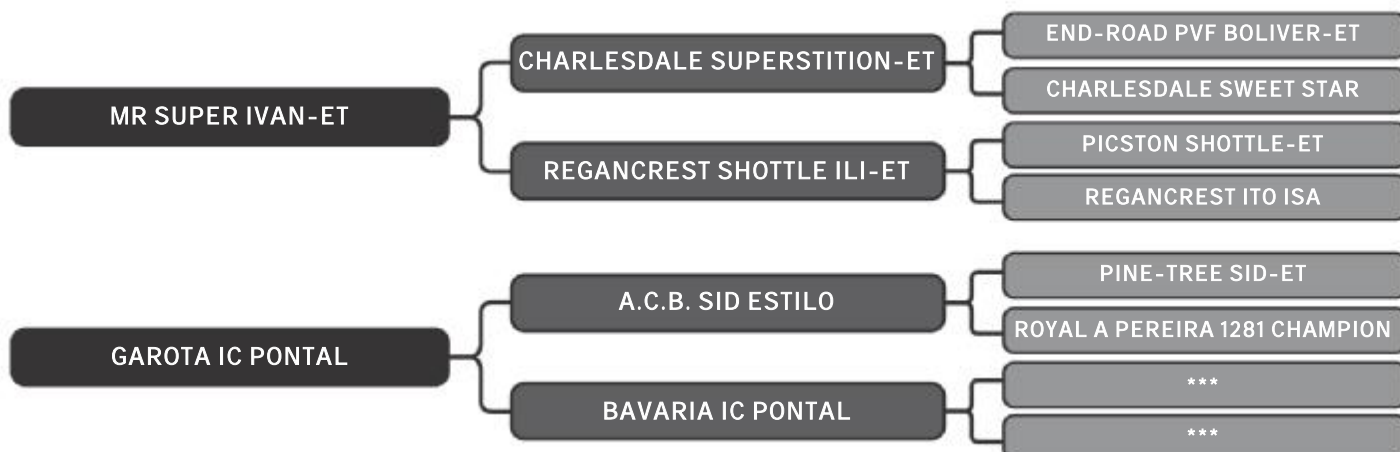 MR SUPER IVAN-ET
CHARLESDALE SUPERSTITION-ET
END-ROAD PVF BOLIVER-ET
CHARLESDALE SWEET STAR
REGANCREST SHOTTLE ILI-ET
PICSTON SHOTTLE-ET
REGANCREST ITO ISA
GAROTA IC PONTAL
A.C.B. SID ESTILO
PINE-TREE SID-ET
ROYAL A PEREIRA 1281 CHAMPION
BAVARIA IC PONTAL
***
***